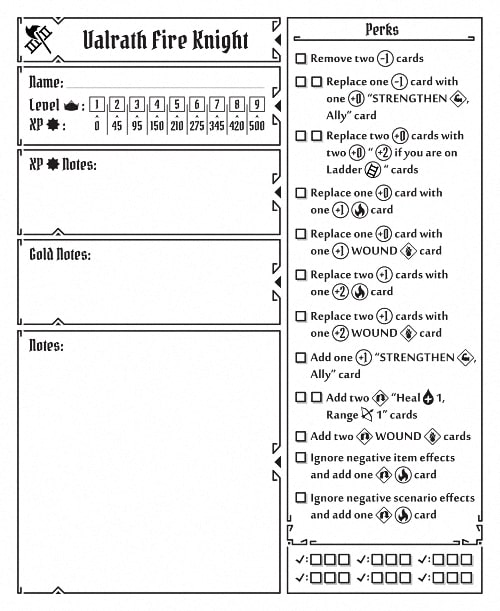 Valrath Fire Knight
Name:
Level : 1 2 3 4 5 6 7 8 9
XP : 0 45 95 150 210 275 345 420 500
XP Notes:
Gold Notes:
Notes:
Perks
Remove two -1 cards
Replace one -1 card with
one +0 “STRENGTHEN ,
Ally” card
Replace two +0 cards with
two +0 “ +2 if you are on
Ladder “ cards
Replace one +0 card with
one +1 card
Replace one +0 card with
one +1 WOUND card
Replace two +1 cards with
one +2 card
Replace two +1 cards with
one +2 WOUND card
Add one +1 “STRENGTHEN ,
Ally” card
Add two “Heal 1,
Range 1” cards
Add two WOUND cards
Ignore negative item effects
and add one card
Ignore negative scenario effects
and add one card
✓: ✓: ✓:
✓: ✓: ✓: